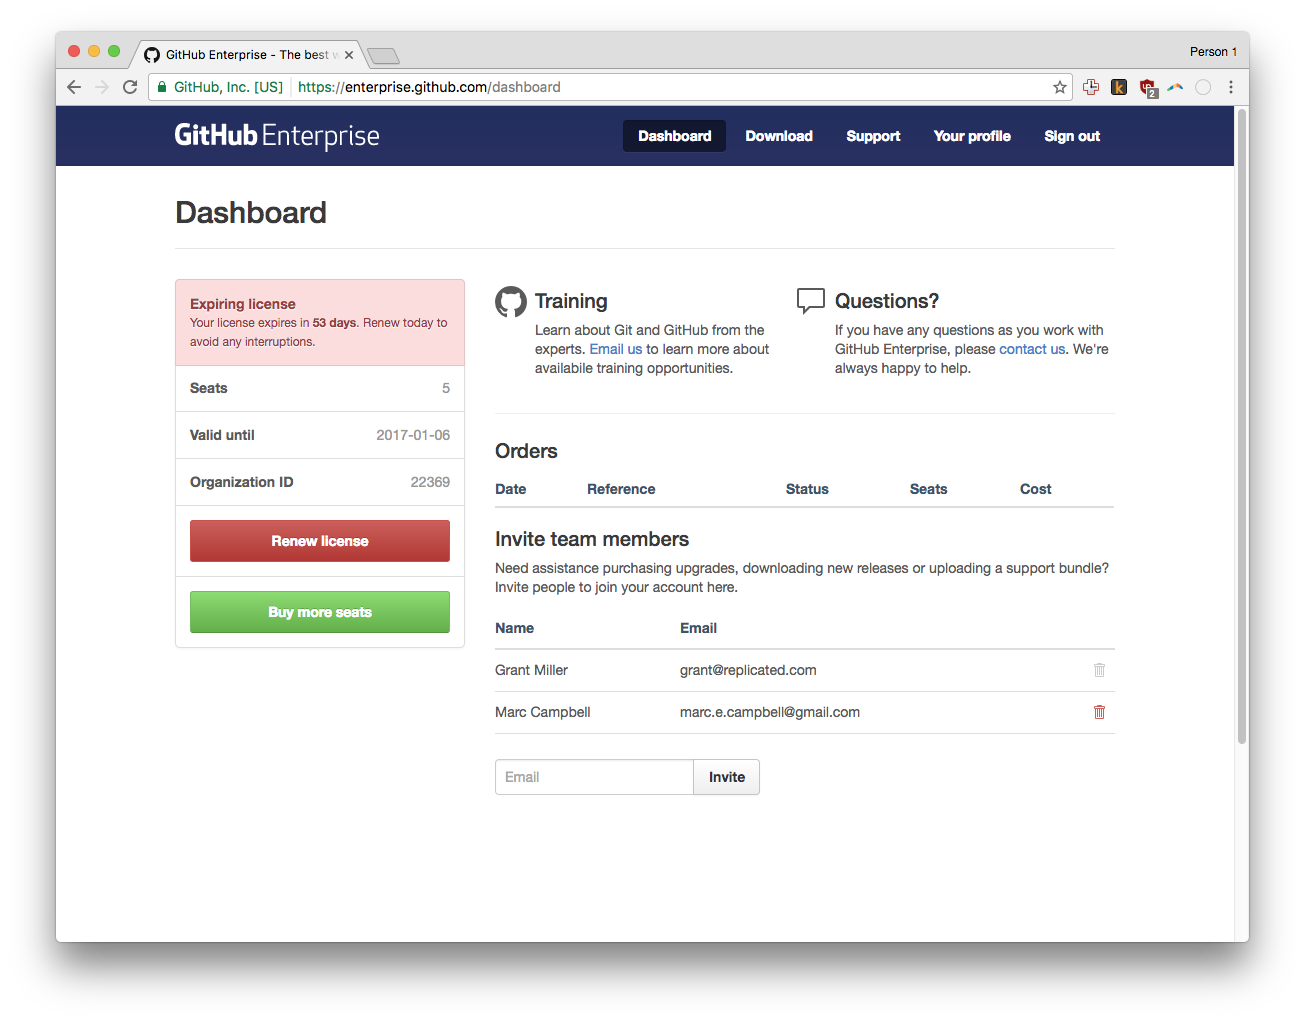 GitHub Enterprise - The best w
Person 1
GitHub, Inc. [US]
https://enterprise.github.com/dashboard
k
2
GitHub Enterprise
Dashboard
Download
Support
Your profile
Sign out
Dashboard
Expiring license
Your license expires in 53 days. Renew today to
avoid any interruptions.
Seats 5
Valid until 2017-01-06
Organization ID 22369
Renew license
Buy more seats
Training
Learn about Git and GitHub from the
experts. Email us to learn more about
availabile training opportunities.
Questions?
If you have any questions as you work with
GitHub Enterprise, please contact us. We're
always happy to help.
Orders
Date Reference Status Seats Cost
Invite team members
Need assistance purchasing upgrades, downloading new releases or uploading a support bundle?
Invite people to join your account here.
Name Email
Grant Miller grant@replicated.com
Marc Campbell marc.e.campbell@gmail.com
Email
Invite